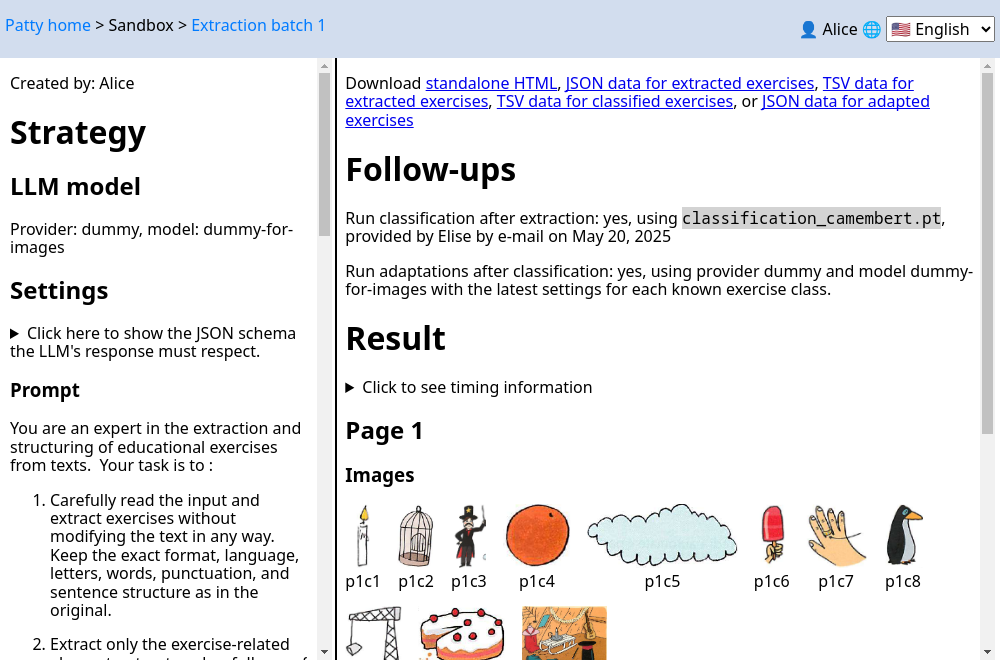 Patty home > Sandbox > Extraction batch 1
👤 Alice 🌐 🇺🇸 English
Created by: Alice
Strategy
LLM model
Provider: dummy, model: dummy-for-
images
Settings
▶ Click here to show the JSON schema
the LLM's response must respect.
Prompt
You are an expert in the extraction and
structuring of educational exercises
from texts. Your task is to :
1. Carefully read the input and
extract exercises without
modifying the text in any way.
Keep the exact format, language,
letters, words, punctuation, and
sentence structure as in the
original.
2. Extract only the exercise-related
Download standalone HTML, JSON data for extracted exercises, TSV data for
extracted exercises, TSV data for classified exercises, or JSON data for adapted
exercises
Follow-ups
Run classification after extraction: yes, using classification_camembert.pt,
provided by Elise by e-mail on May 20, 2025
Run adaptations after classification: yes, using provider dummy and model dummy-
for-images with the latest settings for each known exercise class.
Result
▶ Click to see timing information
Page 1
Images
p1c1 p1c2 p1c3 p1c4 p1c5 p1c6 p1c7 p1c8